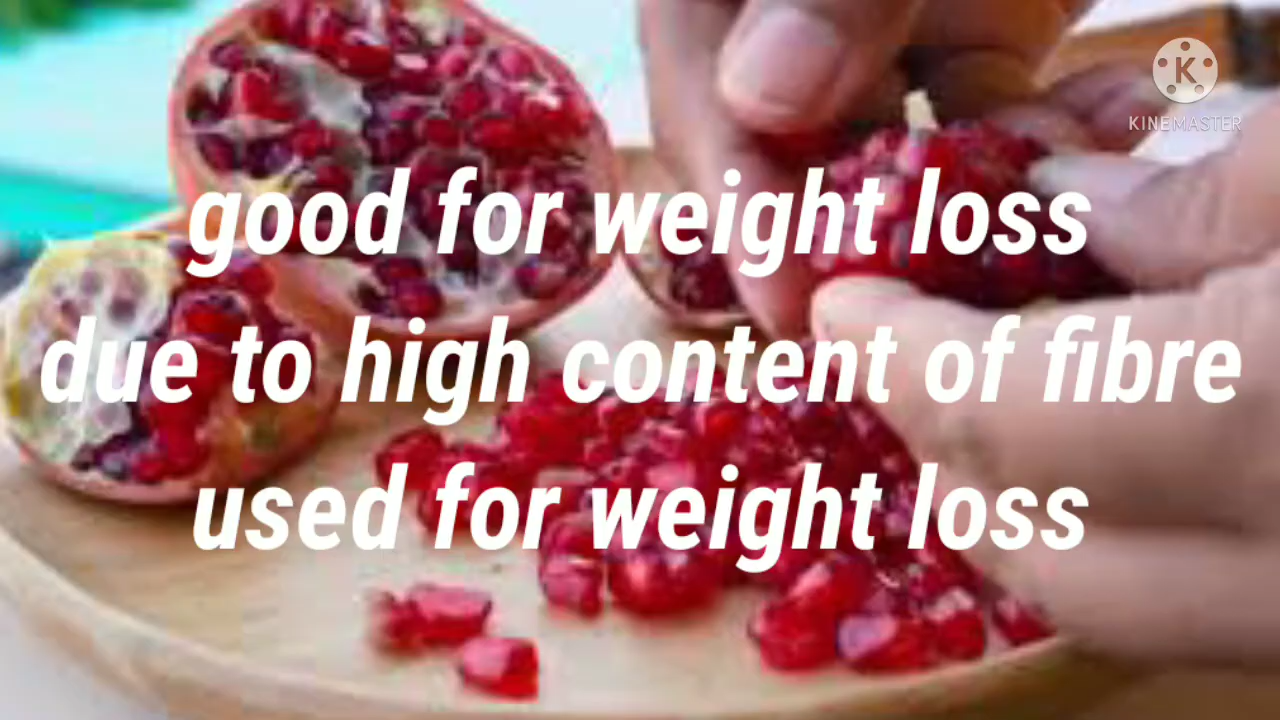 K
KINEMASTER
good for weight loss
due to high content of fibre
used for weight loss